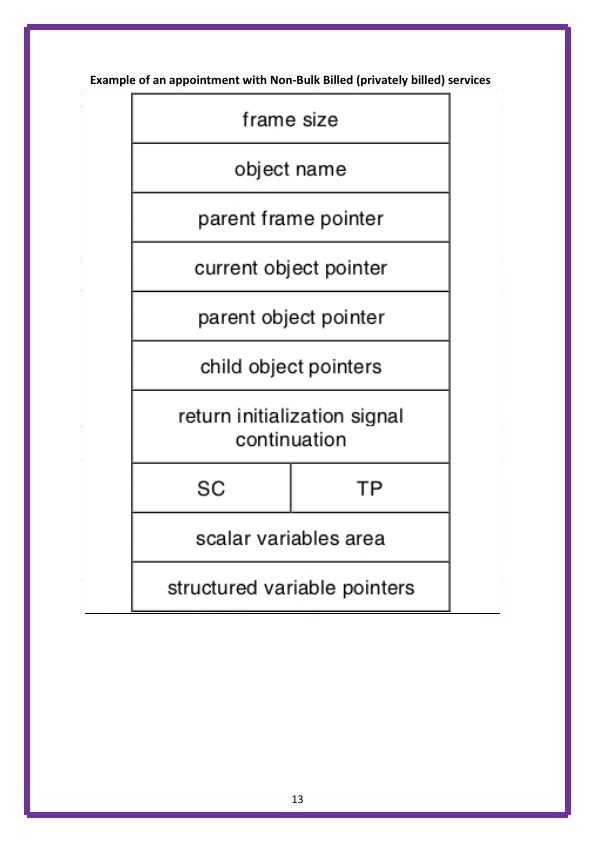 Example of an appointment with Non-Bulk Billed (privately billed) services
frame size
object name
parent frame pointer
current object pointer
parent object pointer
child object pointers
return initialization signal
continuation
SC TP
scalar variables area
structured variable pointers
13